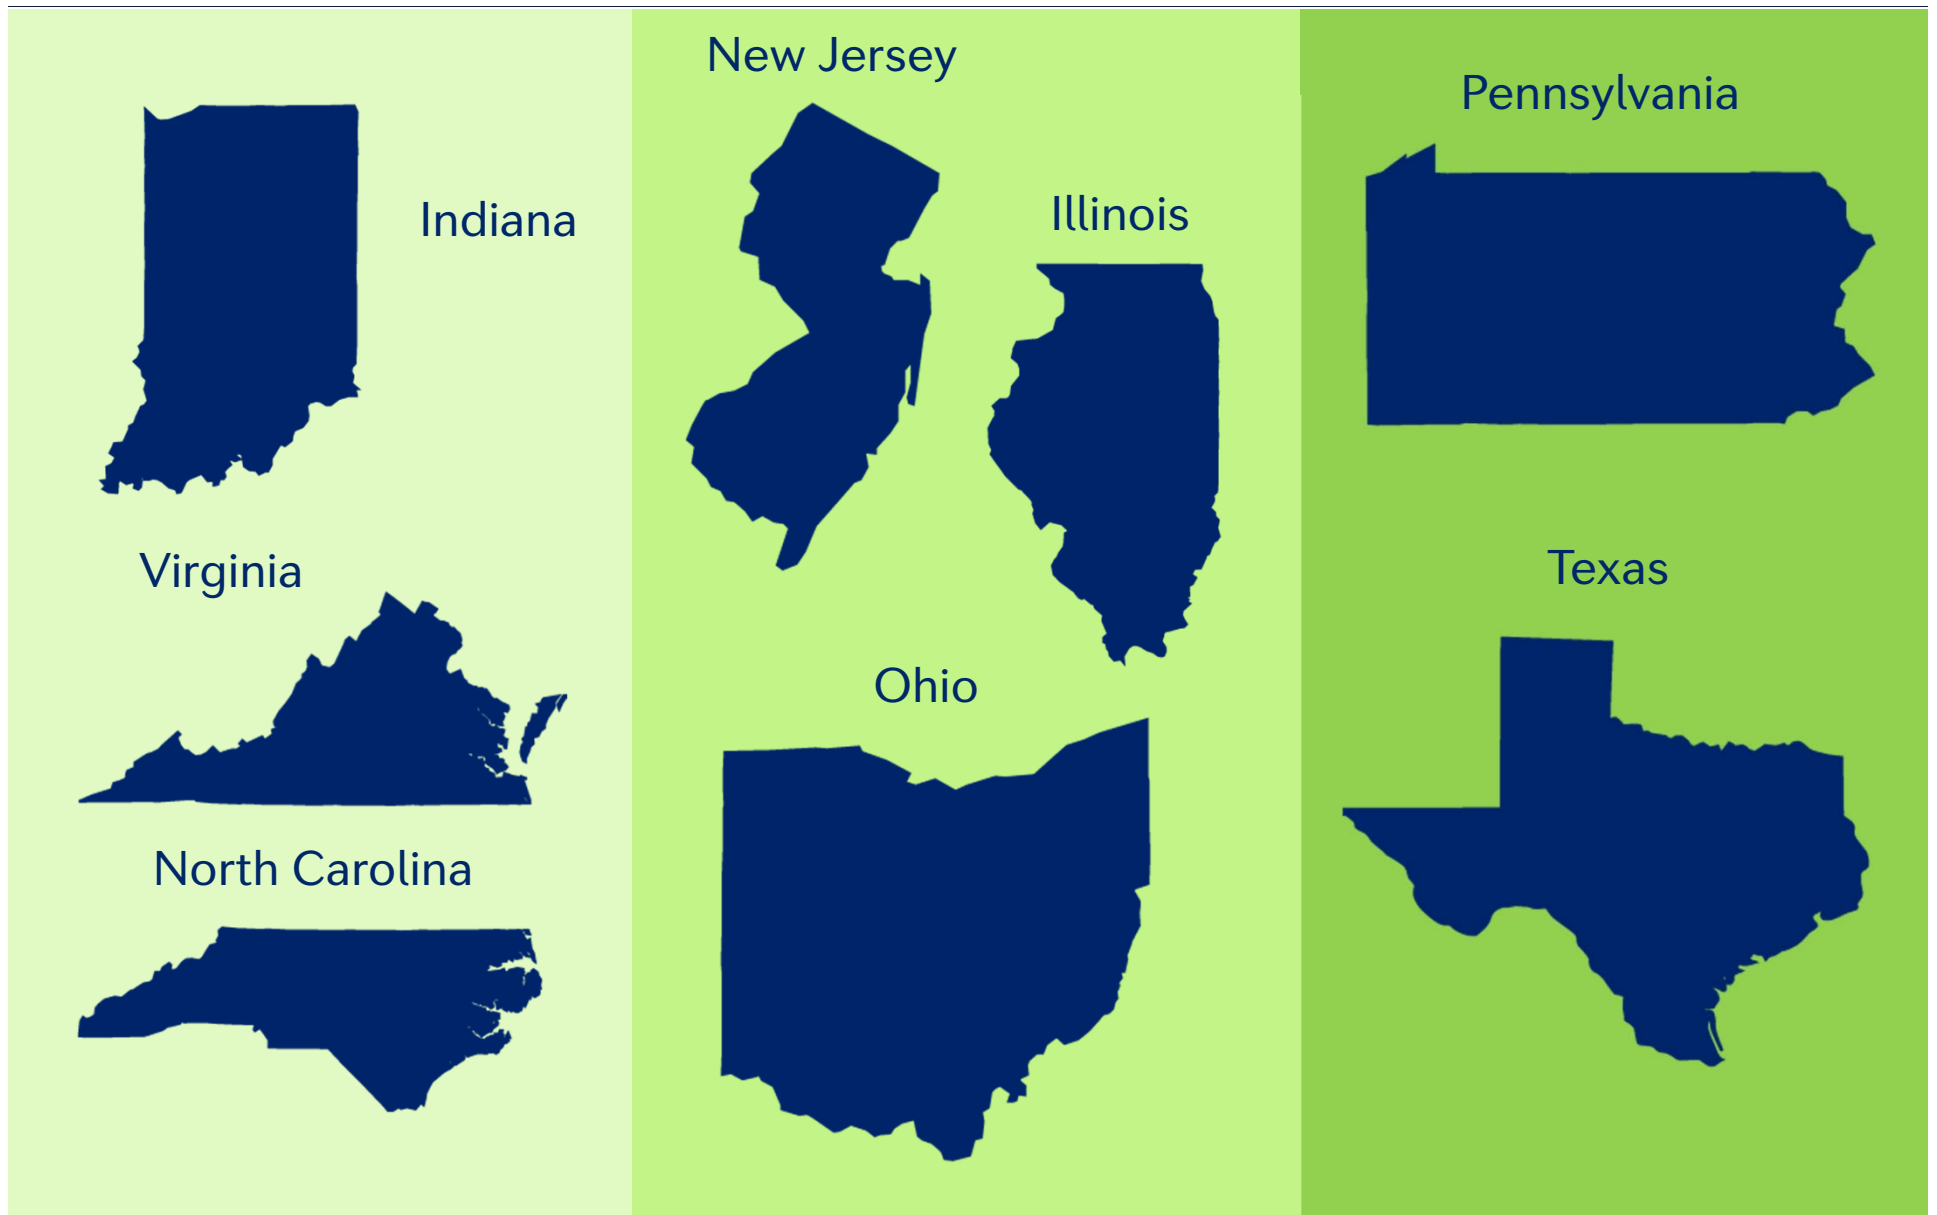 Indiana
Virginia
North Carolina
New Jersey
Illinois
Ohio
Pennsylvania
Texas